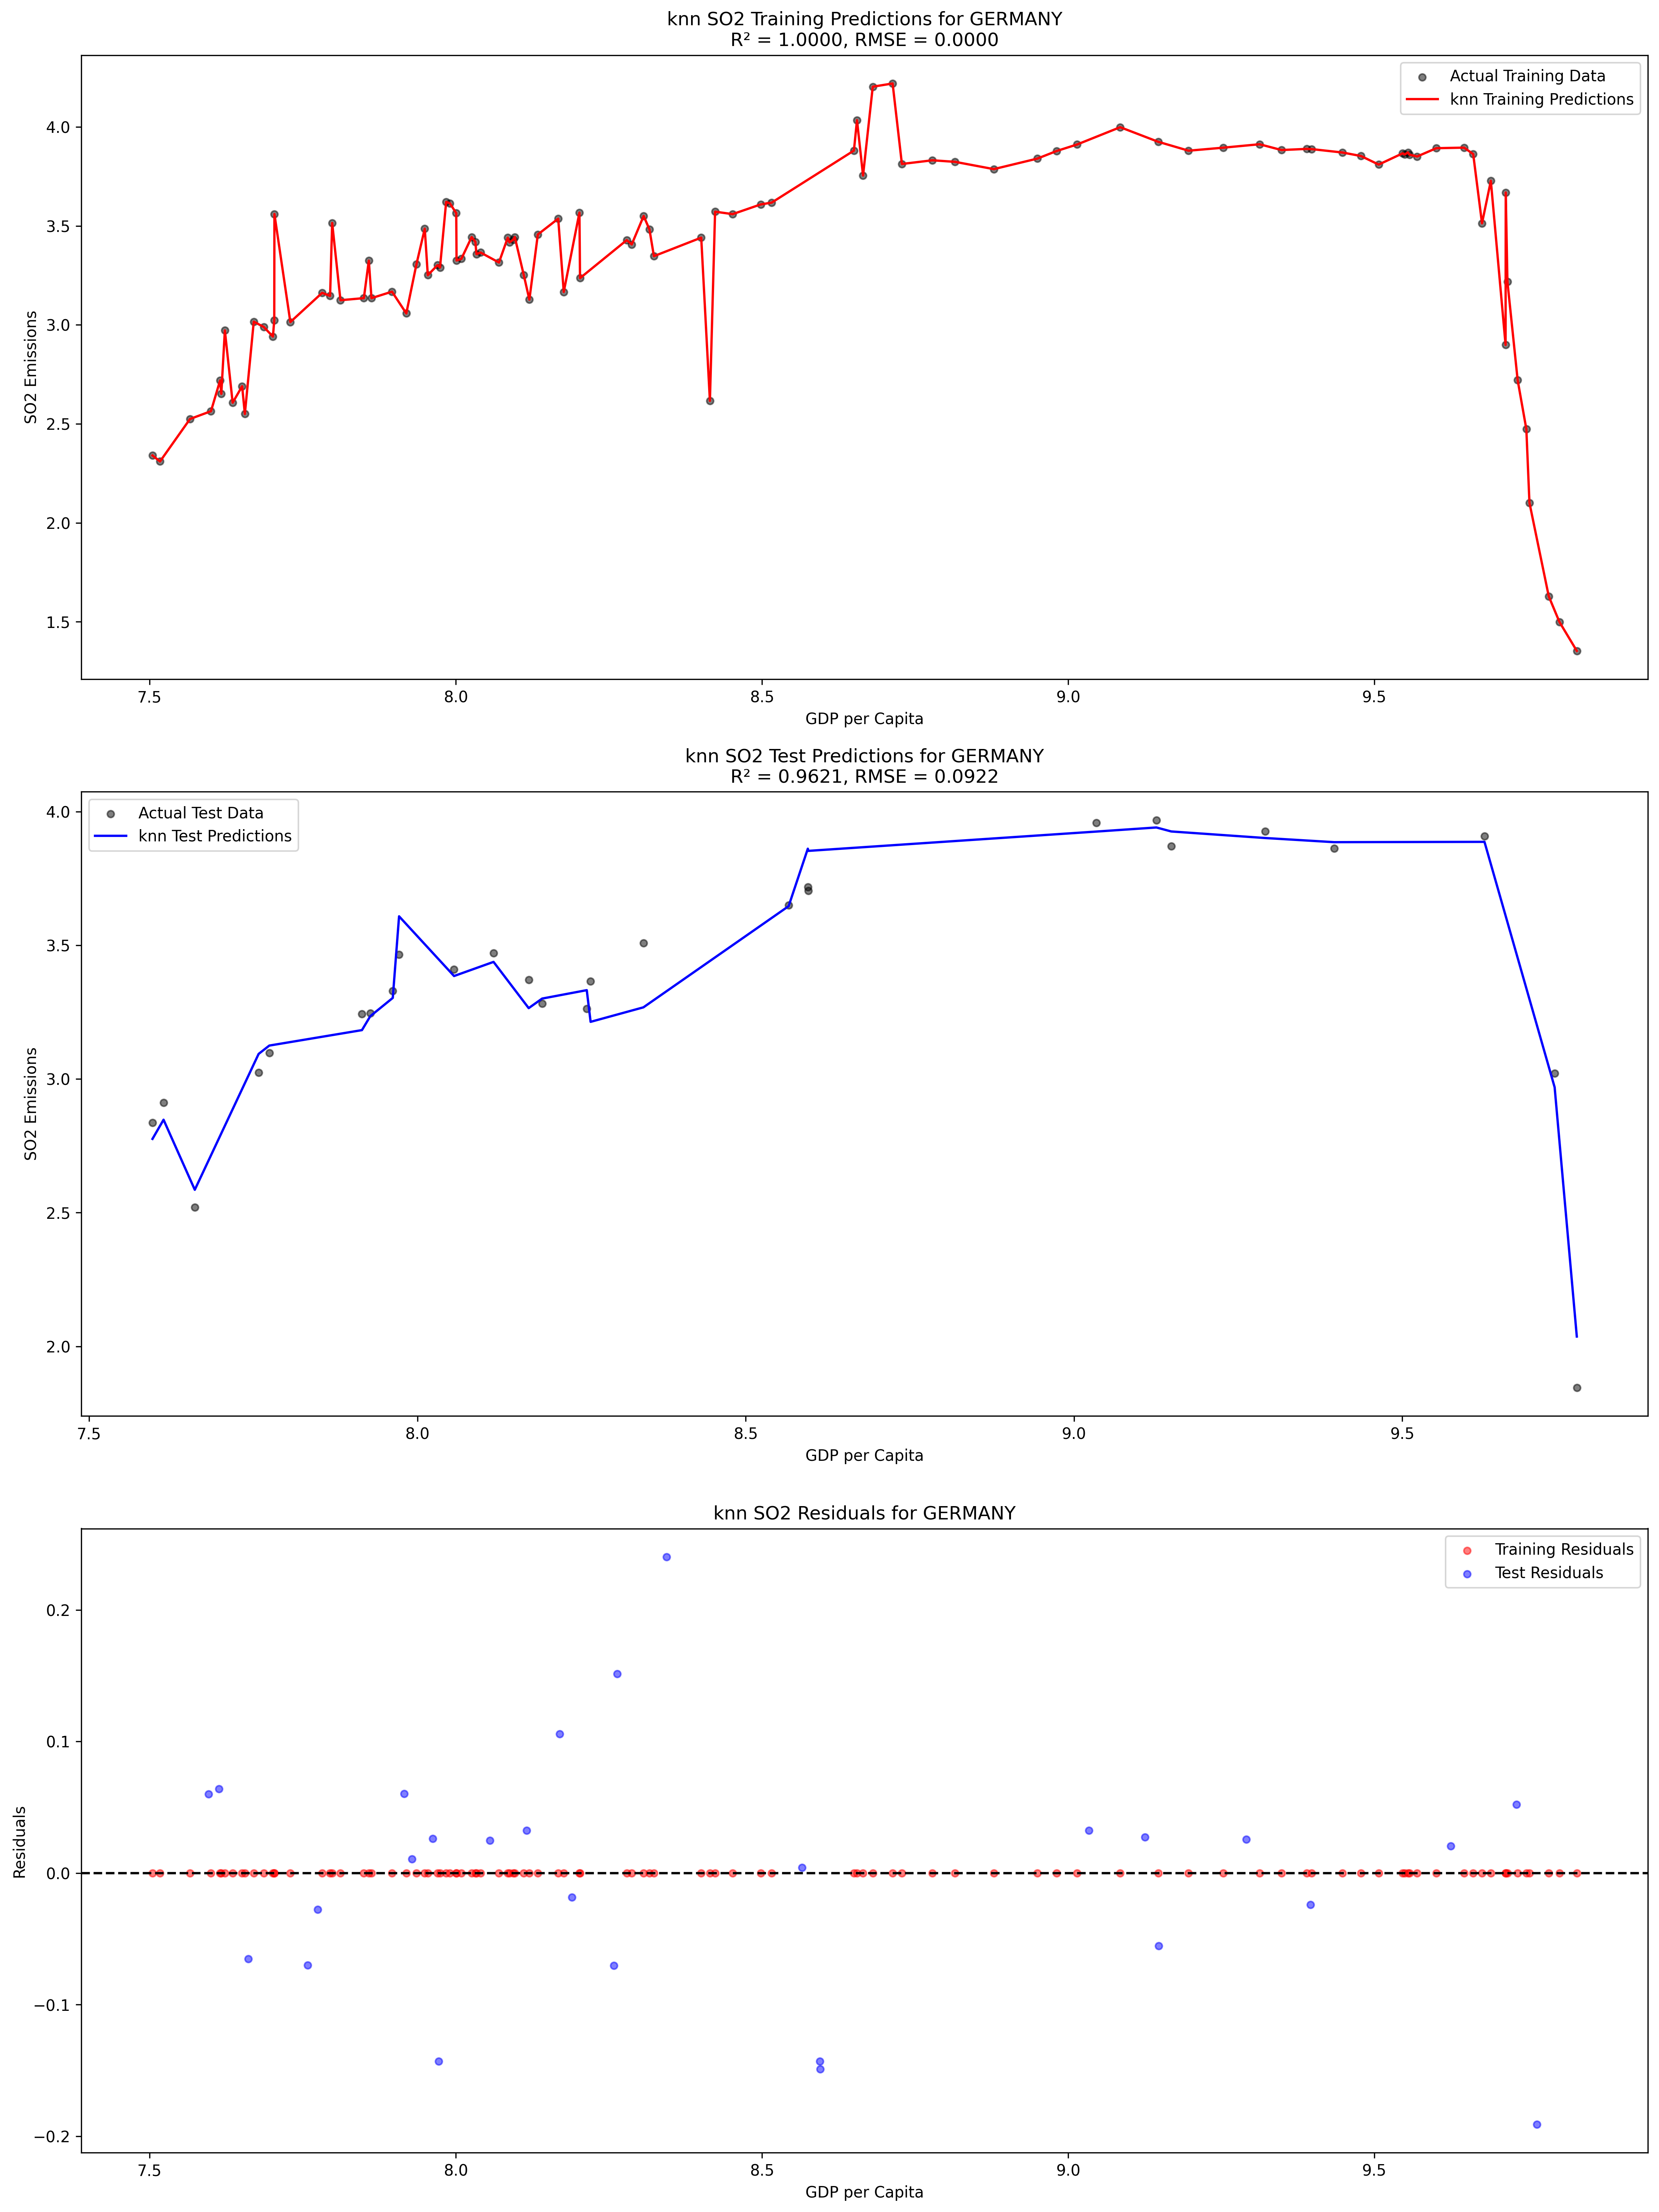 knn SO2 Training Predictions for GERMANY
R² = 1.0000, RMSE = 0.0000
Actual Training Data
knn Training Predictions
SO2 Emissions
4.0
3.5
3.0
2.5
2.0
1.5
7.5
8.0
8.5
9.0
9.5
GDP per Capita
knn SO2 Test Predictions for GERMANY
R² = 0.9621, RMSE = 0.0922
Actual Test Data
knn Test Predictions
SO2 Emissions
4.0
3.5
3.0
2.5
2.0
7.5
8.0
8.5
9.0
9.5
GDP per Capita
knn SO2 Residuals for GERMANY
Training Residuals
Test Residuals
Residuals
0.2
0.1
0.0
−0.1
−0.2
7.5
8.0
8.5
9.0
9.5
GDP per Capita